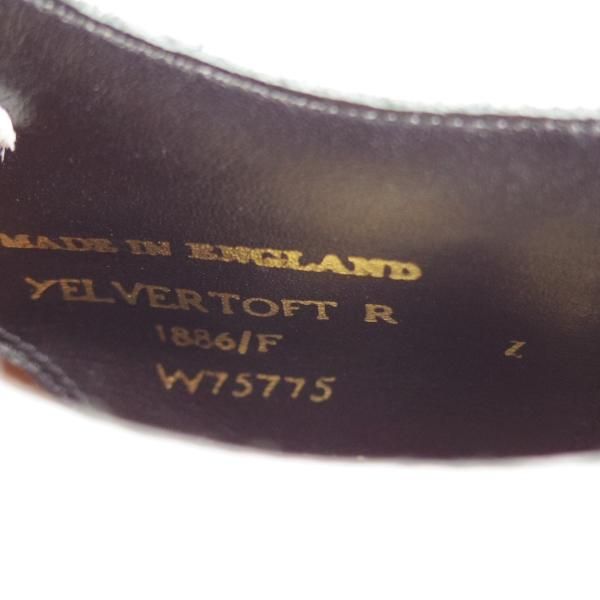 MADE IN ENGLAND
YELVERTOFT R
1886/F Z
W75775